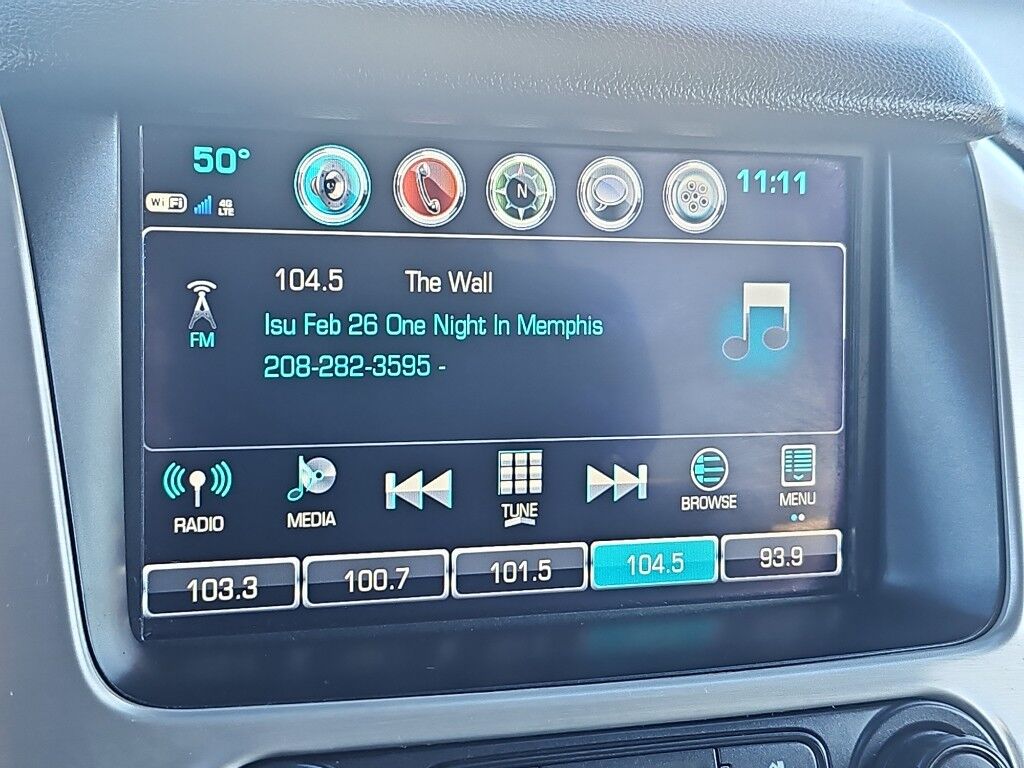 50°
11:11
WiFi
4G
LTE
N
104.5 The Wall
Isu Feb 26 One Night In Memphis
FM
208-282-3595 -
RADIO
MEDIA
TUNE
BROWSE
MENU
103.3
100.7
101.5
104.5
93.9